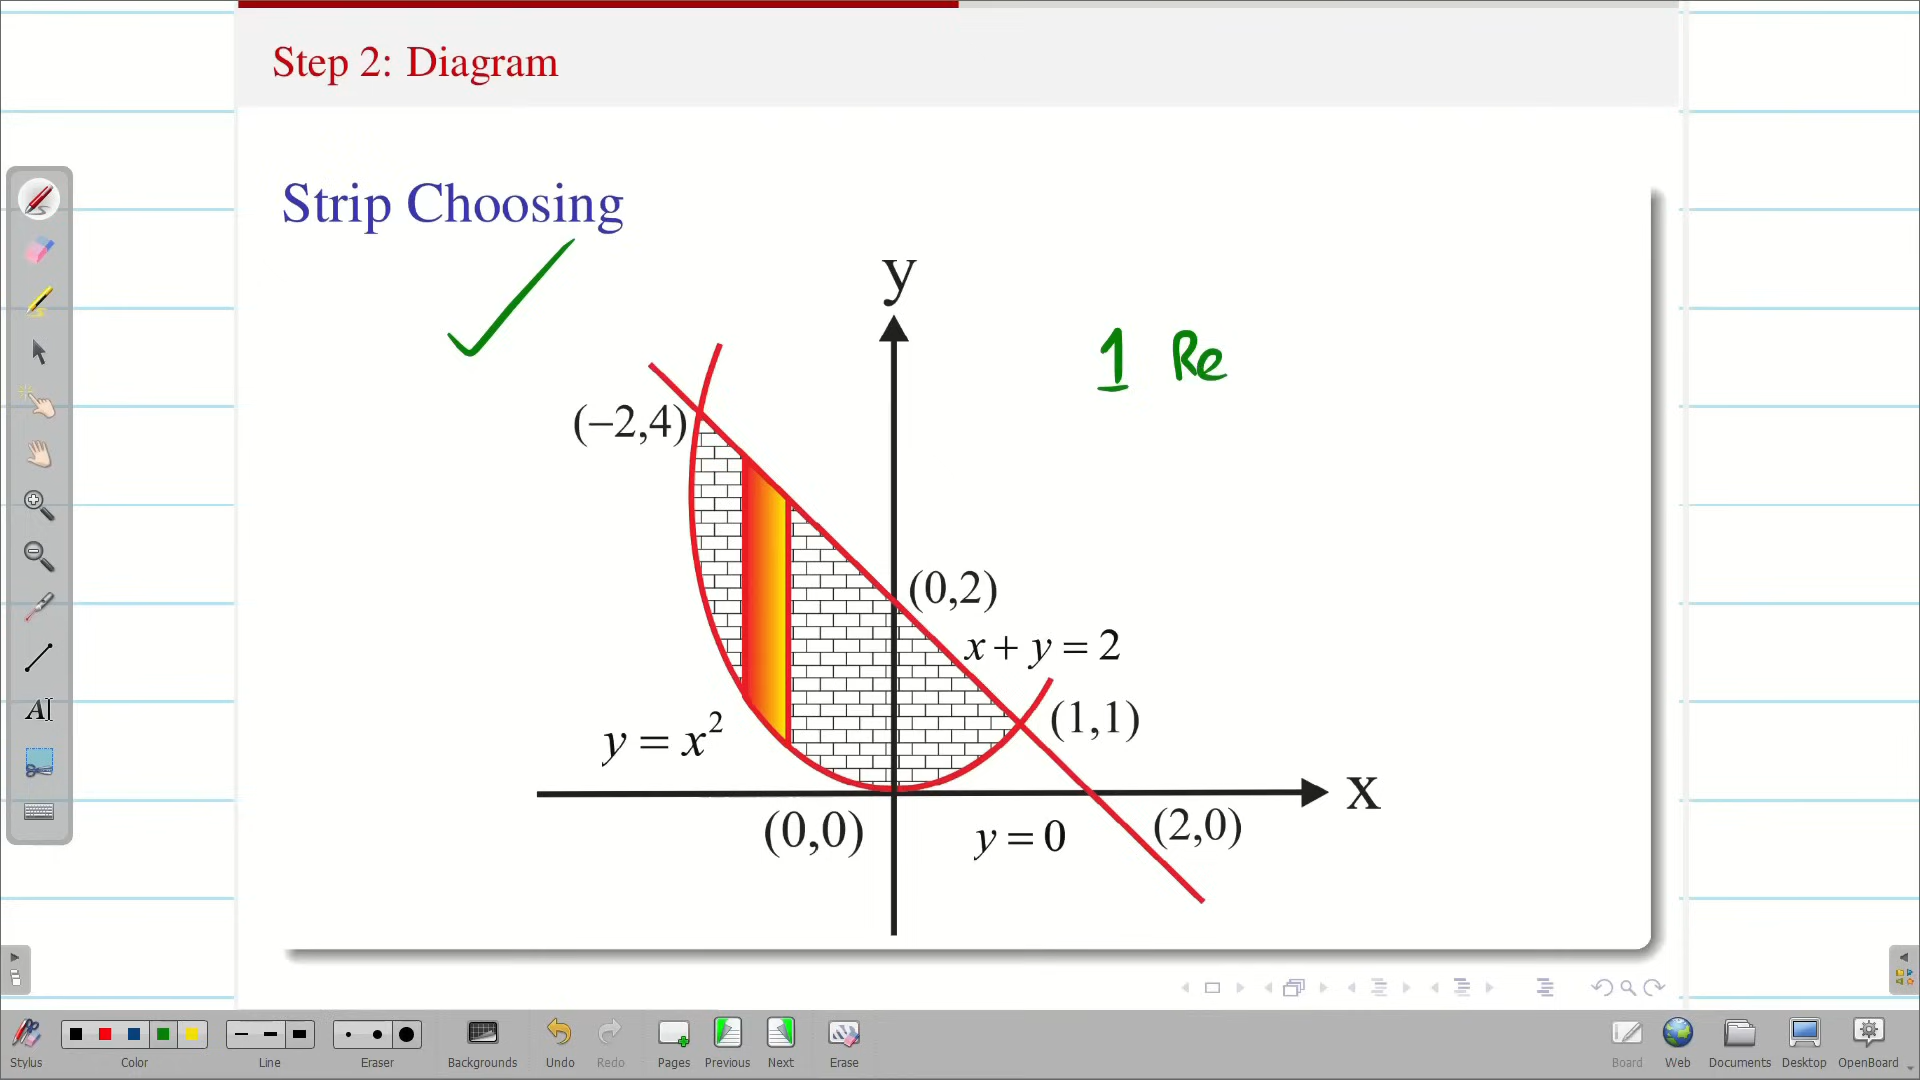 Step 2: Diagram
Strip Choosing
y
1 Re
(−2,4)
(0,2)
x + y = 2
(1,1)
y = x²
x
(0,0)
y = 0
(2,0)
A
Stylus
Color
Line
Eraser
Backgrounds
Undo
Redo
Pages
Previous
Next
Erase
Board
Web
Documents
Desktop
OpenBoard